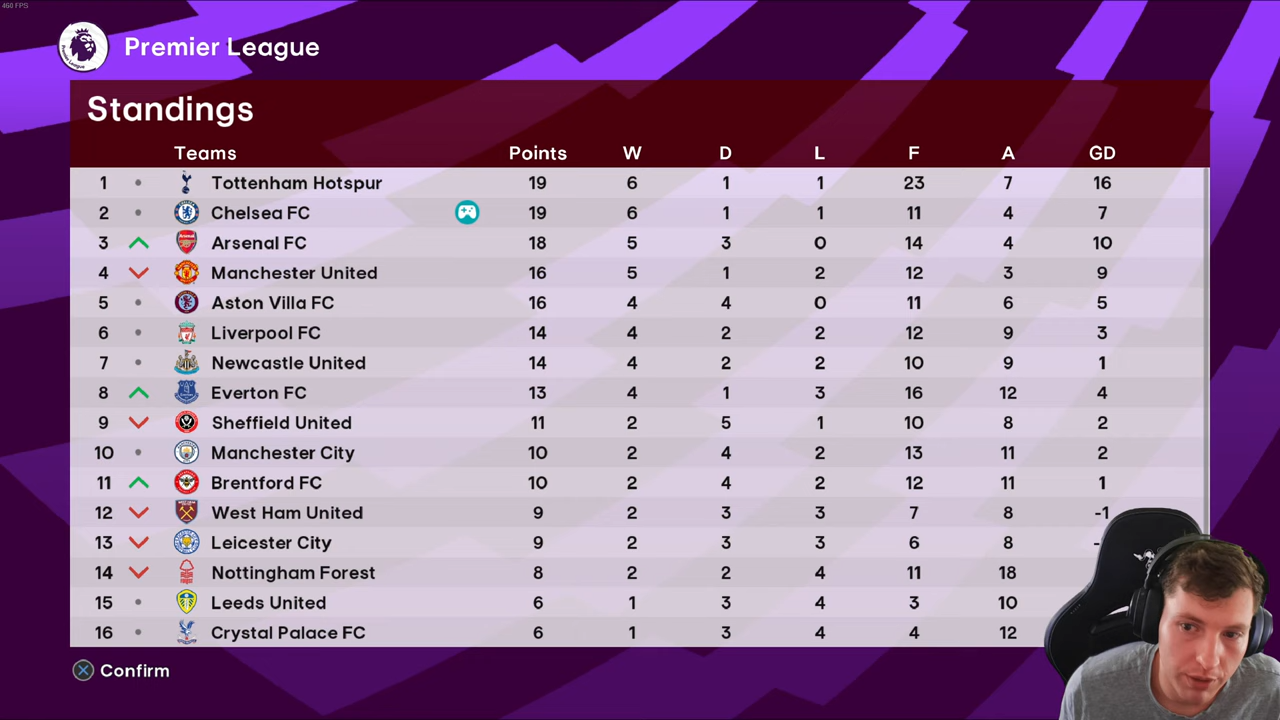 460 FPS
Premier League
Premier League
Standings
Teams Points W D L F A GD
1 Tottenham Hotspur 19 6 1 1 23 7 16
2 Chelsea FC 19 6 1 1 11 4 7
3 Arsenal FC 18 5 3 0 14 4 10
4 Manchester United 16 5 1 2 12 3 9
5 Aston Villa FC 16 4 4 0 11 6 5
6 Liverpool FC 14 4 2 2 12 9 3
7 Newcastle United 14 4 2 2 10 9 1
8 Everton FC 13 4 1 3 16 12 4
9 Sheffield United 11 2 5 1 10 8 2
10 Manchester City 10 2 4 2 13 11 2
11 Brentford FC 10 2 4 2 12 11 1
12 West Ham United 9 2 3 3 7 8 -1
13 Leicester City 9 2 3 3 6 8
14 Nottingham Forest 8 2 2 4 11 18
15 Leeds United 6 1 3 4 3 10
16 Crystal Palace FC 6 1 3 4 4 12
Confirm